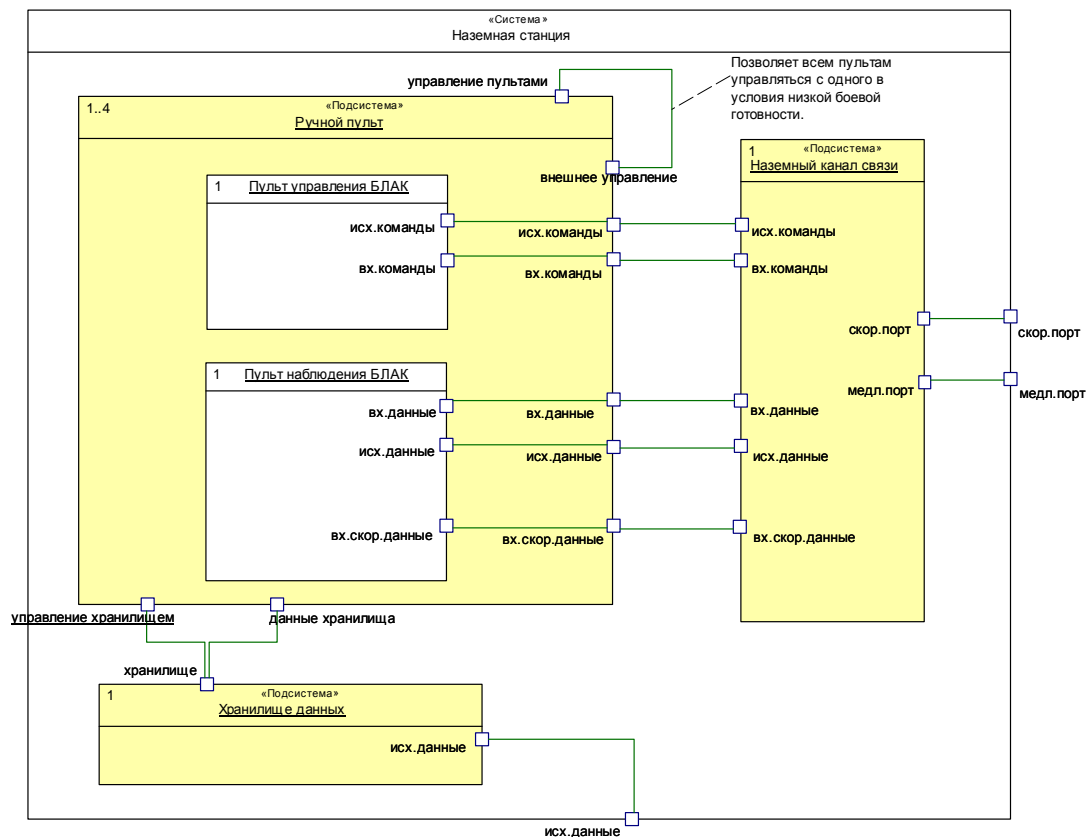 «Система»
Наземная станция
Позволяет всем пультам
управляться с одного в
условия низкой боевой
готовности.
управление пультами
1..4
«Подсистема»
Ручной пульт
внешнее управление
1
«Подсистема»
Наземный канал связи
1
Пульт управления БЛАК
исх.команды
исх.команды
исх.команды
вх.команды
вх.команды
вх.команды
скор.порт
скор.порт
медл.порт
медл.порт
1
Пульт наблюдения БЛАК
вх.данные
вх.данные
вх.данные
исх.данные
исх.данные
исх.данные
вх.скор.данные
вх.скор.данные
вх.скор.данные
управление хранилищем
данные хранилища
хранилище
1
«Подсистема»
Хранилище данных
исх.данные
исх.данные